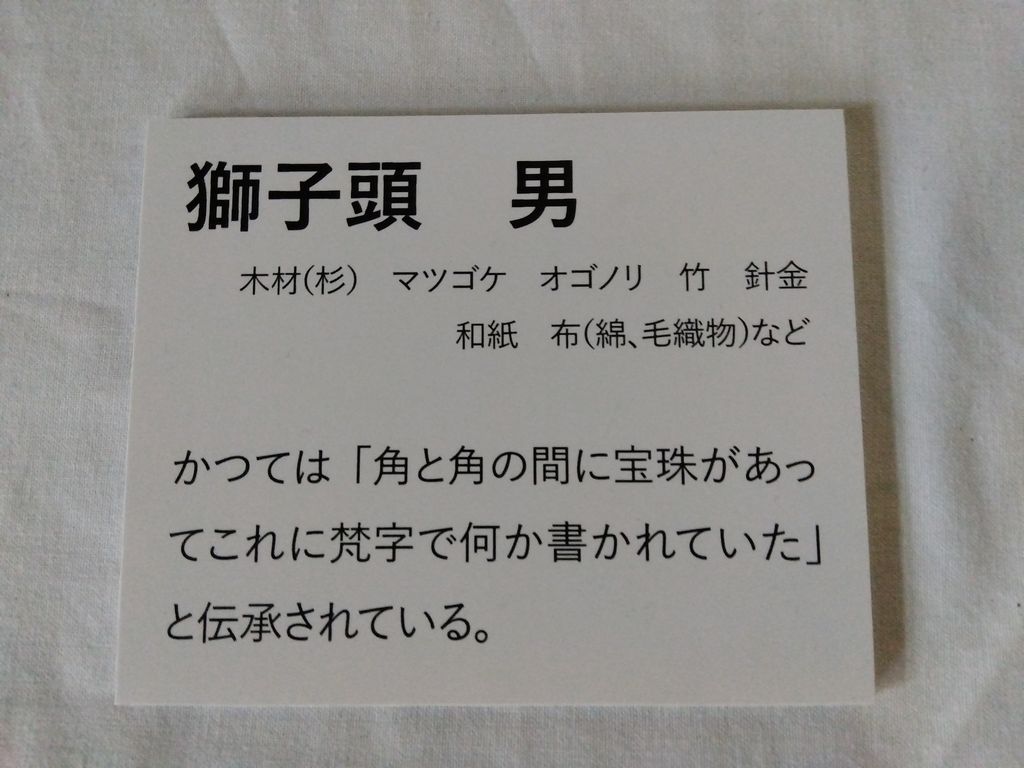 獅子頭　男
木材(杉)　マツゴケ　オゴノリ　竹　針金
和紙　布(綿、毛織物)など
かつては「角と角の間に宝珠があっ
てこれに梵字で何か書かれていた」
と伝承されている。